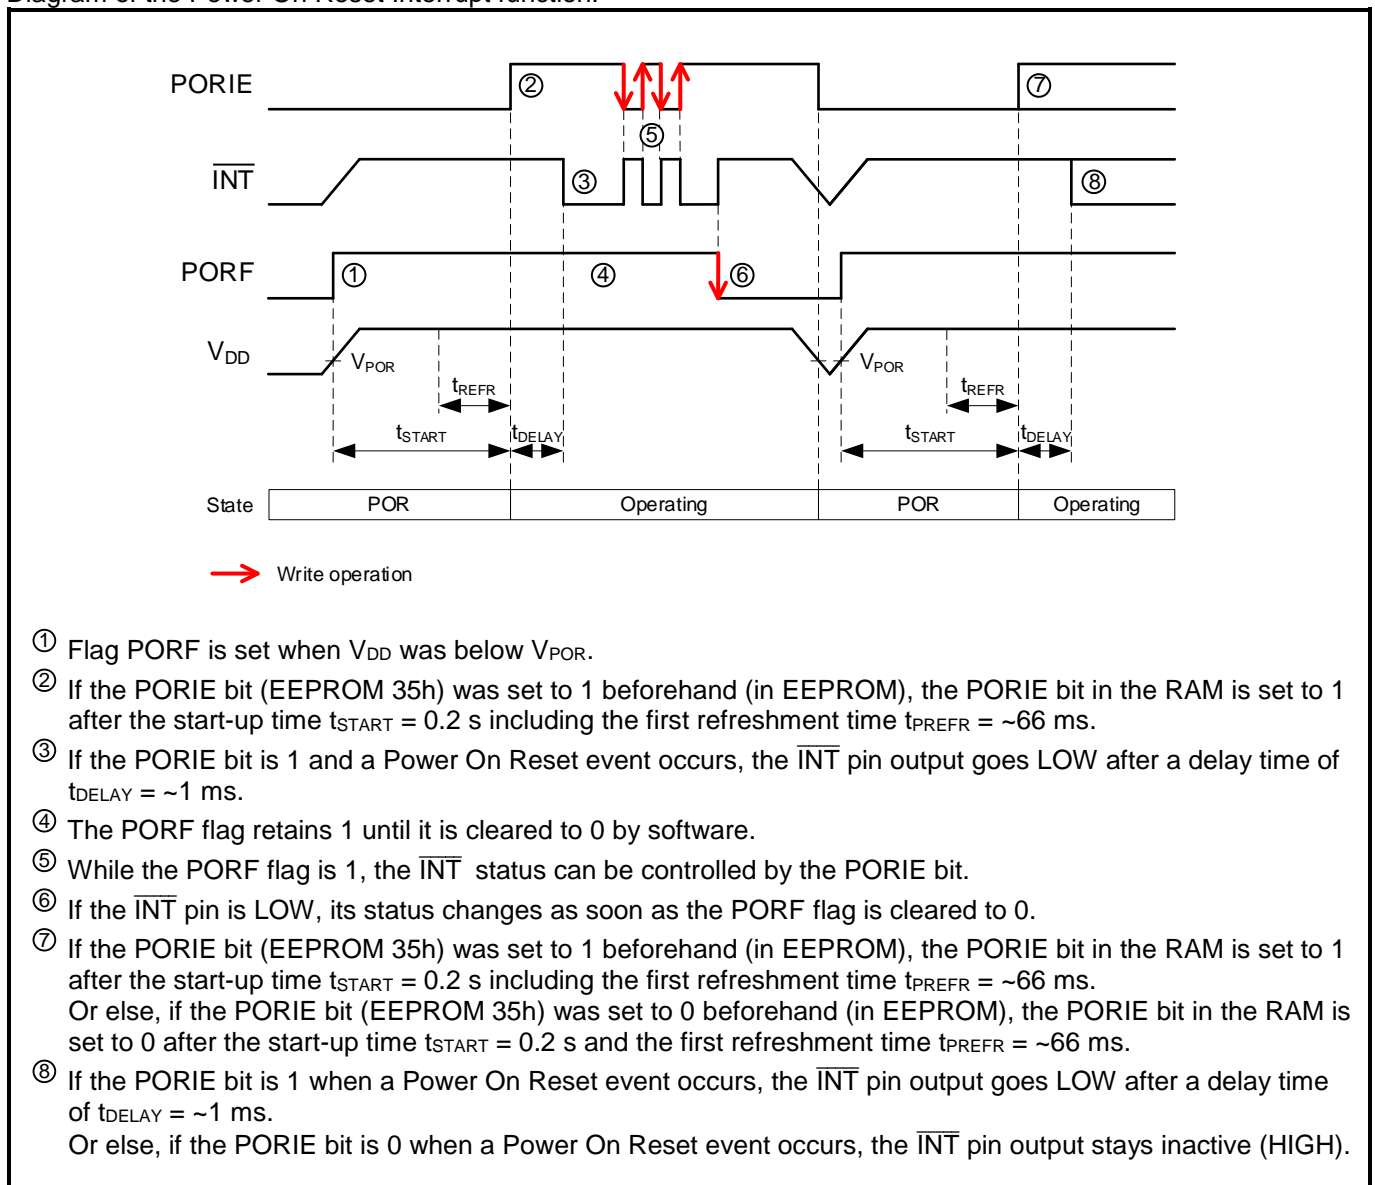 Diagram of the Power On Reset Interrupt function:
PORIE
② ⑦
⑤
INT
③ ⑧
PORF
① ④ ⑥
VDD
VPOR VPOR
tREFR tREFR
tSTART tDELAY tSTART tDELAY
State POR Operating POR Operating
Write operation
① Flag PORF is set when VDD was below VPOR.
② If the PORIE bit (EEPROM 35h) was set to 1 beforehand (in EEPROM), the PORIE bit in the RAM is set to 1
after the start-up time tSTART = 0.2 s including the first refreshment time tPREFR = ~66 ms.
③ If the PORIE bit is 1 and a Power On Reset event occurs, the INT pin output goes LOW after a delay time of
tDELAY = ~1 ms.
④ The PORF flag retains 1 until it is cleared to 0 by software.
⑤ While the PORF flag is 1, the INT status can be controlled by the PORIE bit.
⑥ If the INT pin is LOW, its status changes as soon as the PORF flag is cleared to 0.
⑦ If the PORIE bit (EEPROM 35h) was set to 1 beforehand (in EEPROM), the PORIE bit in the RAM is set to 1
after the start-up time tSTART = 0.2 s including the first refreshment time tPREFR = ~66 ms.
Or else, if the PORIE bit (EEPROM 35h) was set to 0 beforehand (in EEPROM), the PORIE bit in the RAM is
set to 0 after the start-up time tSTART = 0.2 s and the first refreshment time tPREFR = ~66 ms.
⑧ If the PORIE bit is 1 when a Power On Reset event occurs, the INT pin output goes LOW after a delay time
of tDELAY = ~1 ms.
Or else, if the PORIE bit is 0 when a Power On Reset event occurs, the INT pin output stays inactive (HIGH).